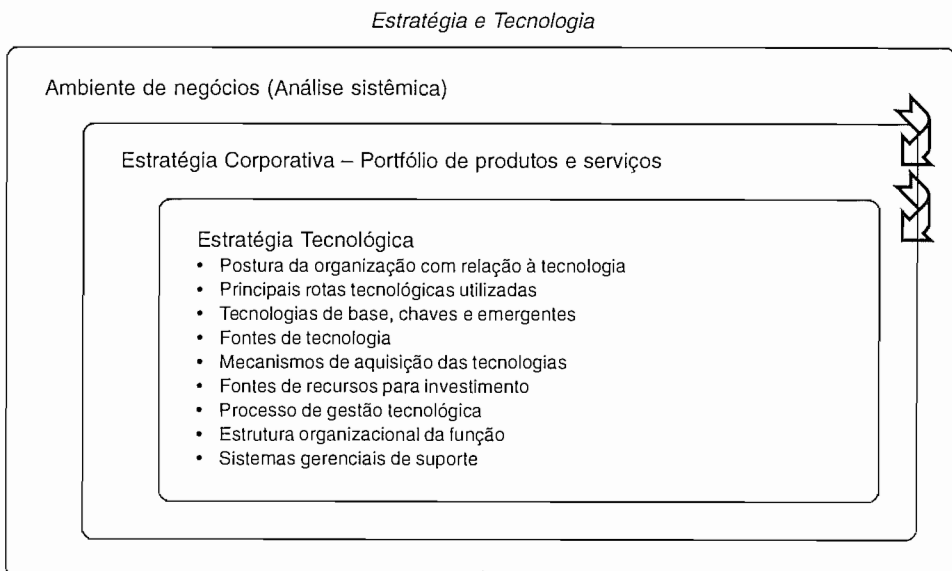 Estratégia e Tecnologia
Ambiente de negócios (Análise sistêmica)
Estratégia Corporativa – Portfólio de produtos e serviços
Estratégia Tecnológica
• Postura da organização com relação à tecnologia
• Principais rotas tecnológicas utilizadas
• Tecnologias de base, chaves e emergentes
• Fontes de tecnologia
• Mecanismos de aquisição das tecnologias
• Fontes de recursos para investimento
• Processo de gestão tecnológica
• Estrutura organizacional da função
• Sistemas gerenciais de suporte